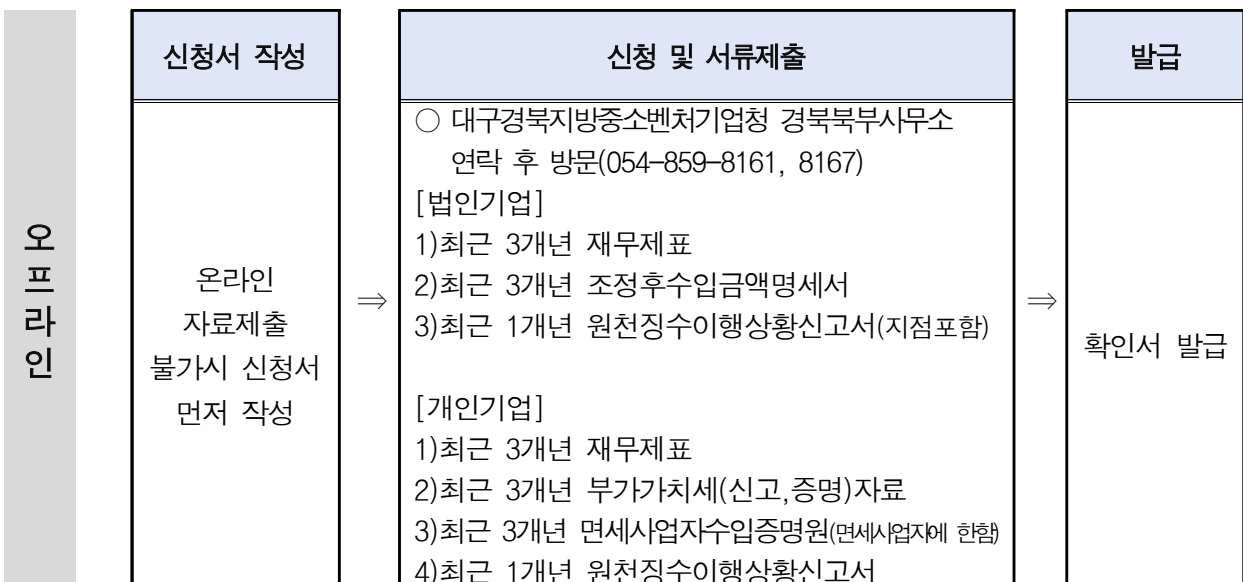 오프라인
신청서 작성
온라인
자료제출
불가시 신청서
먼저 작성
⇒
신청 및 서류제출
○ 대구경북지방중소벤처기업청 경북북부사무소
연락 후 방문(054-859-8161, 8167)
[법인기업]
1)최근 3개년 재무제표
2)최근 3개년 조정후수입금액명세서
3)최근 1개년 원천징수이행상황신고서(지점포함)
[개인기업]
1)최근 3개년 재무제표
2)최근 3개년 부가가치세(신고,증명)자료
3)최근 3개년 면세사업자수입증명원(면세사업자에 한함)
4)최근 1개년 원천징수이행상황신고서
⇒
발급
확인서 발급